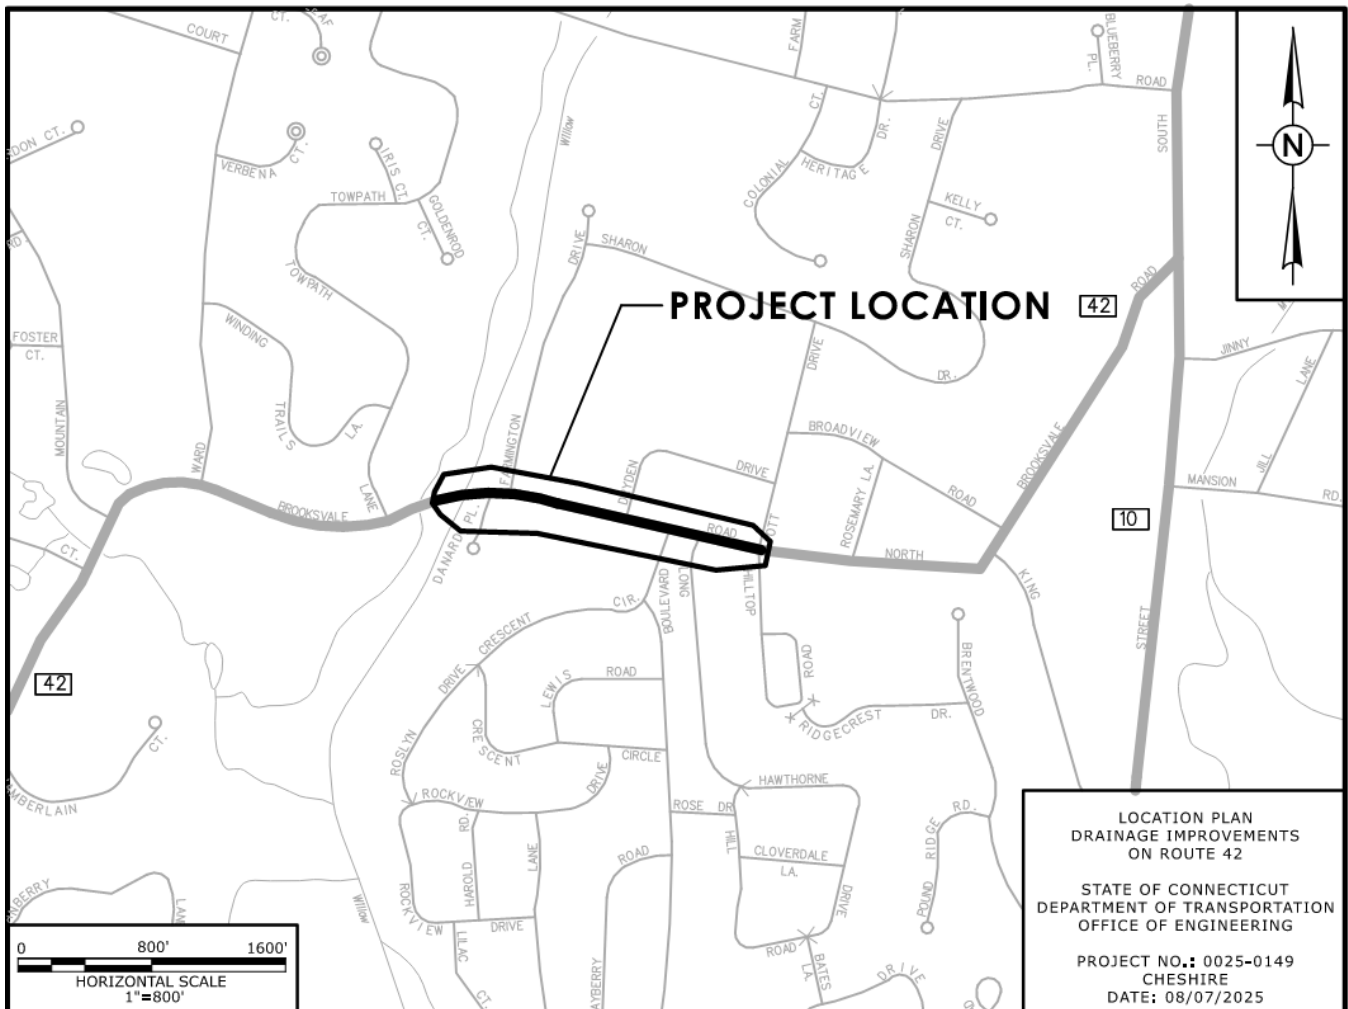 COURT
CT.
FARM
BLUEBERRY
PL.
ROAD
SOUTH
N
CT.
VERBENA
CT.
IRIS CT.
TOWPATH
GOLDENROD
CT.
Willow
CT.
DR.
COLONIAL
HERITAGE
DRIVE
KELLY
CT.
SHARON
DRIVE
SHARON
TOWPATH
ROAD
PROJECT LOCATION
42
WINDING
TRAILS
LA.
FOSTER
CT.
MOUNTAIN
WARD
DRIVE
DR.
JINNY
LANE
JILL
BROADVIEW
ROAD
BROOKSVALE
FARMINGTON
DRIVE
ROSEMARY LA.
MANSION
RD.
LANE
BROOKSVALE
DANARD PL.
ROAD
NORTH
10
CT.
KING
HILLTOP
LONG
BOULEVARD
CIR.
CRESCENT
DRIVE
ROSLYN
LEWIS
ROAD
ROAD
BRENTWOOD
STREET
42
CRESCENT
CIRCLE
RIDGECREST
DR.
CT.
DRIVE
HAWTHORNE
ROCKVIEW
RD.
HAROLD
LANE
ROSE DR
HILL
CLOVERDALE
LA.
DRIVE
RD.
RIDGE
POUND
ROAD
ROCKVIEW
DRIVE
LILAC
CT.
Willow
ROAD
BATES
LA.
DRIVE
0 800' 1600'
HORIZONTAL SCALE
1"=800'
LOCATION PLAN
DRAINAGE IMPROVEMENTS
ON ROUTE 42
STATE OF CONNECTICUT
DEPARTMENT OF TRANSPORTATION
OFFICE OF ENGINEERING
PROJECT NO.: 0025-0149
CHESHIRE
DATE: 08/07/2025